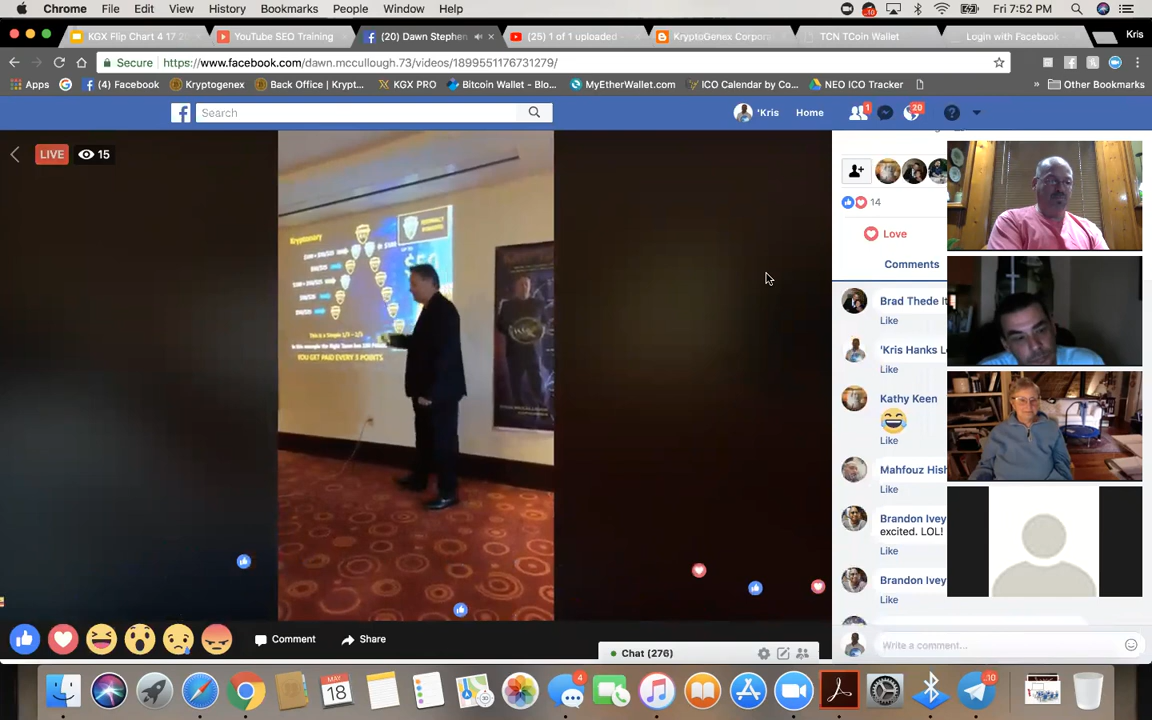 Chrome File Edit View History Bookmarks People Window Help
10 Fri 7:52 PM
KGX Flip Chart 4 17 20
YouTube SEO Training
(20) Dawn Stephen
(25) 1 of 1 uploaded -
KryptoGenex Corpora
TCN TCoin Wallet
Login with Facebook
Kris
Secure https://www.facebook.com/dawn.mccullough.73/videos/1899551176731279/
Apps
(4) Facebook
Kryptogenex
Back Office | Krypt...
KGX PRO
Bitcoin Wallet - Blo...
MyEtherWallet.com
ICO Calendar by Co...
NEO ICO Tracker
» Other Bookmarks
Search
'Kris
Home
1
20
LIVE 15
YOU GET PAID EVERY 3 POINTS
14
Love
Comments
Brad Thede
Like
'Kris Hanks
Like
Kathy Keen
Like
Mahfouz
Like
Brandon Ivey
excited. LOL!
Like
Brandon Ivey
Like
Write a comment...
Comment
Share
Chat (276)
MAY
18
4
10